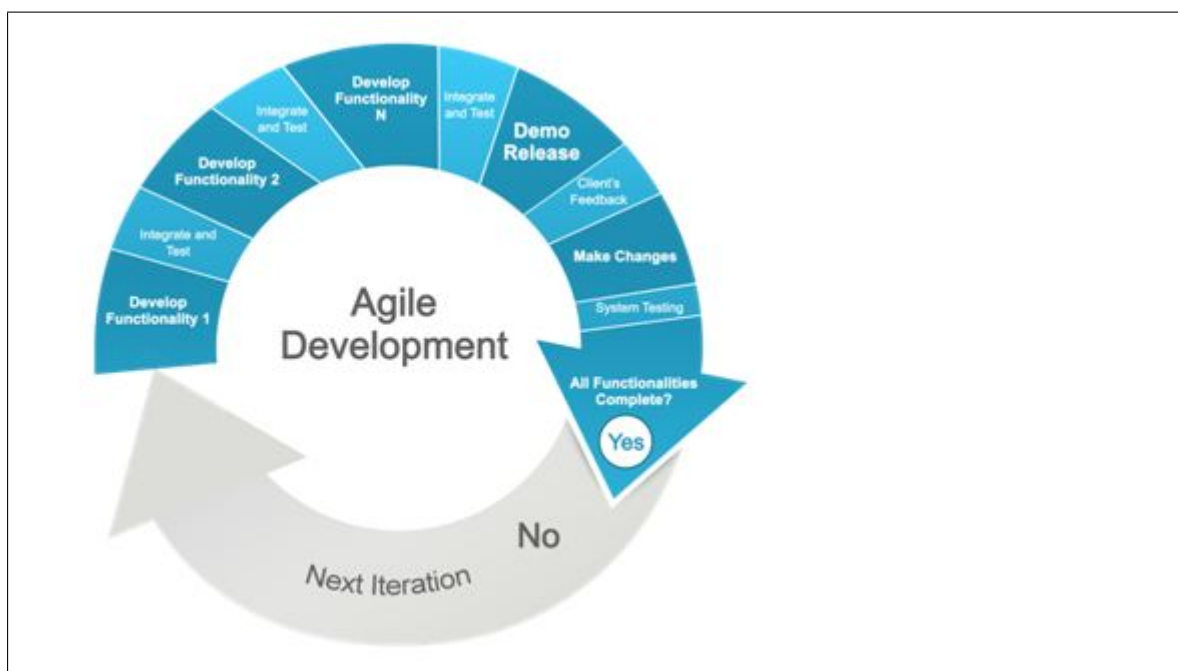 Develop
Functionality 1
Integrate and
Test
Develop
Functionality 2
Integrate
and Test
Develop
Functionality
N
Integrate
and Test
Demo
Release
Client's
Feedback
Make Changes
System Testing
All Functionalities
Complete?
Yes
No
Next Iteration
Agile
Development